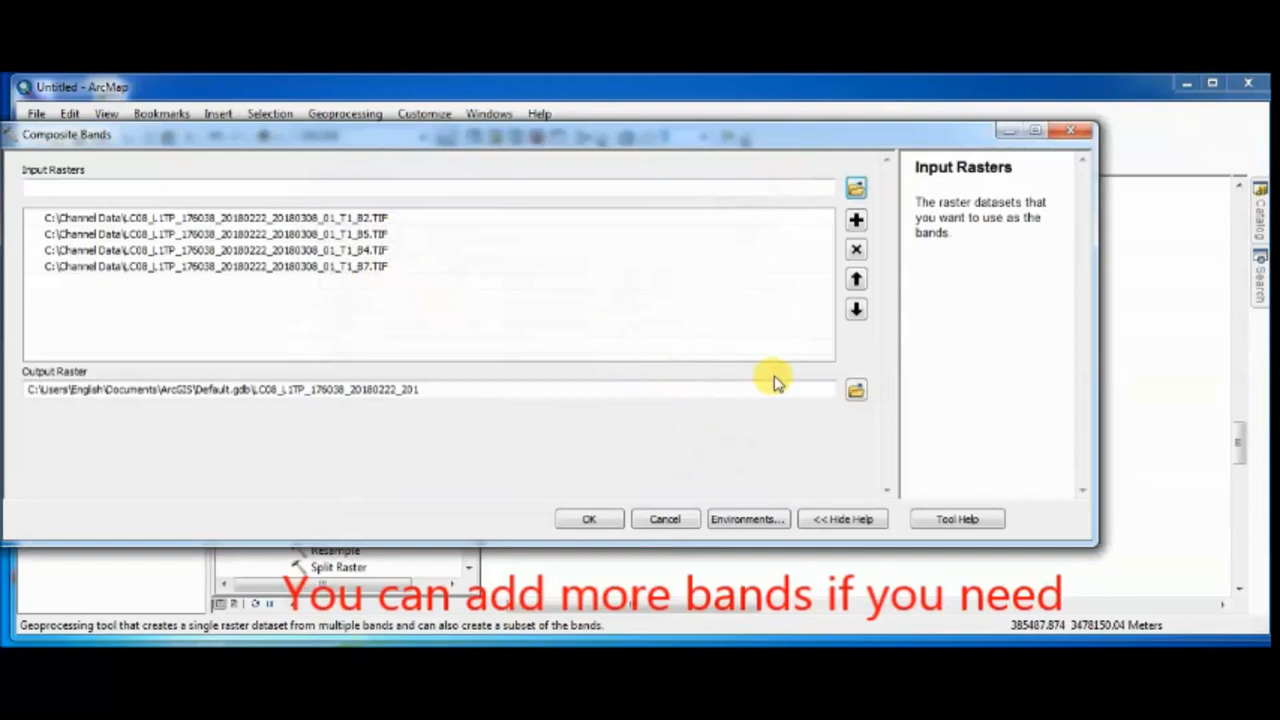 Untitled - ArcMap
File Edit View Bookmarks Insert Selection Geoprocessing Customize Windows Help
Composite Bands
Input Rasters
C:\Channel Data\LC08_L1TP_176038_20180222_20180308_01_T1_B2.TIF
C:\Channel Data\LC08_L1TP_176038_20180222_20180308_01_T1_B5.TIF
C:\Channel Data\LC08_L1TP_176038_20180222_20180308_01_T1_B4.TIF
C:\Channel Data\LC08_L1TP_176038_20180222_20180308_01_T1_B7.TIF
Output Raster
C:\Users\English\Documents\ArcGIS\Default.gdb\LC08_L1TP_176038_20180222_201
OK Cancel Environments... << Hide Help Tool Help
Input Rasters
The raster datasets that
you want to use as the
bands.
Catalog
Search
Resample
Split Raster
You can add more bands if you need
Geoprocessing tool that creates a single raster dataset from multiple bands and can also create a subset of the bands.
385487.874 3478150.04 Meters